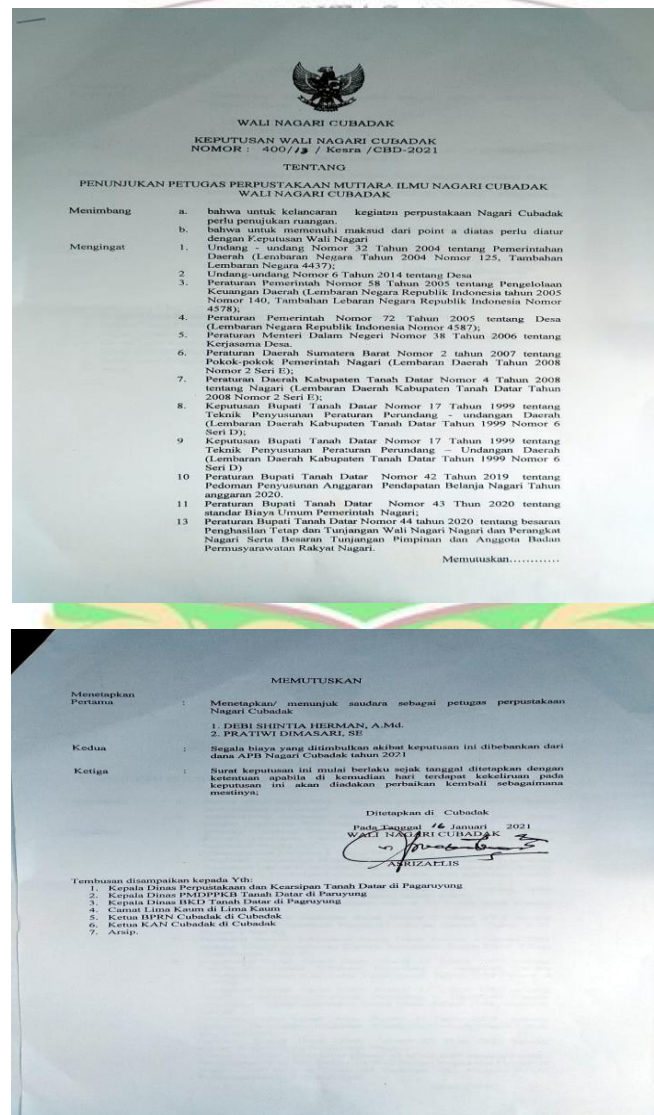 WALI NAGARI CUBADAK
KEPUTUSAN WALI NAGARI CUBADAK
NOMOR : 400/13 / Kesra /CBD-2021
TENTANG
PENUNJUKAN PETUGAS PERPUSTAKAAN MUTIARA ILMU NAGARI CUBADAK
WALI NAGARI CUBADAK
Menimbang a. bahwa untuk kelancaran kegiatan perpustakaan Nagari Cubadak
perlu penujukan ruangan.
b. bahwa untuk memenuhi maksud dari point a diatas perlu diatur
dengan Keputusan Wali Nagari
Mengingat 1. Undang - undang Nomor 32 Tahun 2004 tentang Pemerintahan
Daerah (Lembaran Negara Tahun 2004 Nomor 125, Tambahan
Lembaran Negara 4437);
2 Undang-undang Nomor 6 Tahun 2014 tentang Desa
3. Peraturan Pemerintah Nomor 58 Tahun 2005 tentang Pengelolaan
Keuangan Daerah (Lembaran Negara Republik Indonesia tahun 2005
Nomor 140, Tambahan Lebaran Negara Republik Indonesia Nomor
4578);
4. Peraturan Pemerintah Nomor 72 Tahun 2005 tentang Desa
(Lembaran Negara Republik Indonesia Nomor 4587);
5. Peraturan Menteri Dalam Negeri Nomor 38 Tahun 2006 tentang
Kerjasama Desa.
6. Peraturan Daerah Sumatera Barat Nomor 2 tahun 2007 tentang
Pokok-pokok Pemerintah Nagari (Lembaran Daerah Tahun 2008
Nomor 2 Seri E);
7. Peraturan Daerah Kabupaten Tanah Datar Nomor 4 Tahun 2008
tentang Nagari (Lembaran Daerah Kabupaten Tanah Datar Tahun
2008 Nomor 2 Seri E);
8. Keputusan Bupati Tanah Datar Nomor 17 Tahun 1999 tentang
Teknik Penyusunan Peraturan Perundang - undangan Daerah
(Lembaran Daerah Kabupaten Tanah Datar Tahun 1999 Nomor 6
Seri D);
9 Keputusan Bupati Tanah Datar Nomor 17 Tahun 1999 tentang
Teknik Penyusunan Peraturan Perundang – Undangan Daerah
(Lembaran Daerah Kabupaten Tanah Datar Tahun 1999 Nomor 6
Seri D)
10 Peraturan Bupati Tanah Datar Nomor 42 Tahun 2019 tentang
Pedoman Penyusunan Anggaran Pendapatan Belanja Nagari Tahun
anggaran 2020.
11 Peraturan Bupati Tanah Datar Nomor 43 Thun 2020 tentang
standar Biaya Umum Pemerintah Nagari;
13 Peraturan Bupati Tanah Datar Nomor 44 tahun 2020 tentang besaran
Penghasilan Tetap dan Tunjangan Wali Nagari Nagari dan Perangkat
Nagari Serta Besaran Tunjangan Pimpinan dan Anggota Badan
Permusyarawatan Rakyat Nagari.
Memutuskan............
MEMUTUSKAN
Menetapkan
Pertama : Menetapkan/ menunjuk saudara sebagai petugas perpustakaan
Nagari Cubadak
1. DEBI SHINTIA HERMAN, A.Md.
2. PRATIWI DIMASARI, SE
Kedua : Segala biaya yang ditimbulkan akibat keputusan ini dibebankan dari
dana APB Nagari Cubadak tahun 2021
Ketiga : Surat keputusan ini mulai berlaku sejak tanggal ditetapkan dengan
ketentuan apabila di kemudian hari terdapat kekeliruan pada
keputusan ini akan diadakan perbaikan kembali sebagaimana
mestinya;
Ditetapkan di Cubadak
Pada Tanggal 16 Januari 2021
WALI NAGARI CUBADAK
ASRIZALLIS
Tembusan disampaikan kepada Yth:
1. Kepala Dinas Perpustakaan dan Kearsipan Tanah Datar di Pagaruyung
2. Kepala Dinas PMDPPKB Tanah Datar di Paruyung
3. Kepala Dinas BKD Tanah Datar di Pagruyung
4. Camat Lima Kaum di Lima Kaum
5. Ketua BPRN Cubadak di Cubadak
6. Ketua KAN Cubadak di Cubadak
7. Arsip.